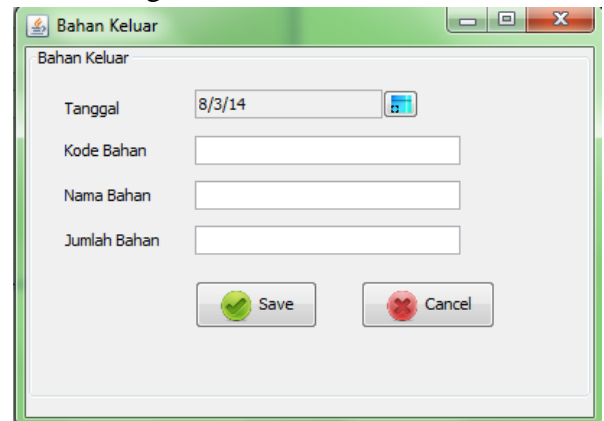 Bahan Keluar
Bahan Keluar
Tanggal 8/3/14
Kode Bahan
Nama Bahan
Jumlah Bahan
Save Cancel